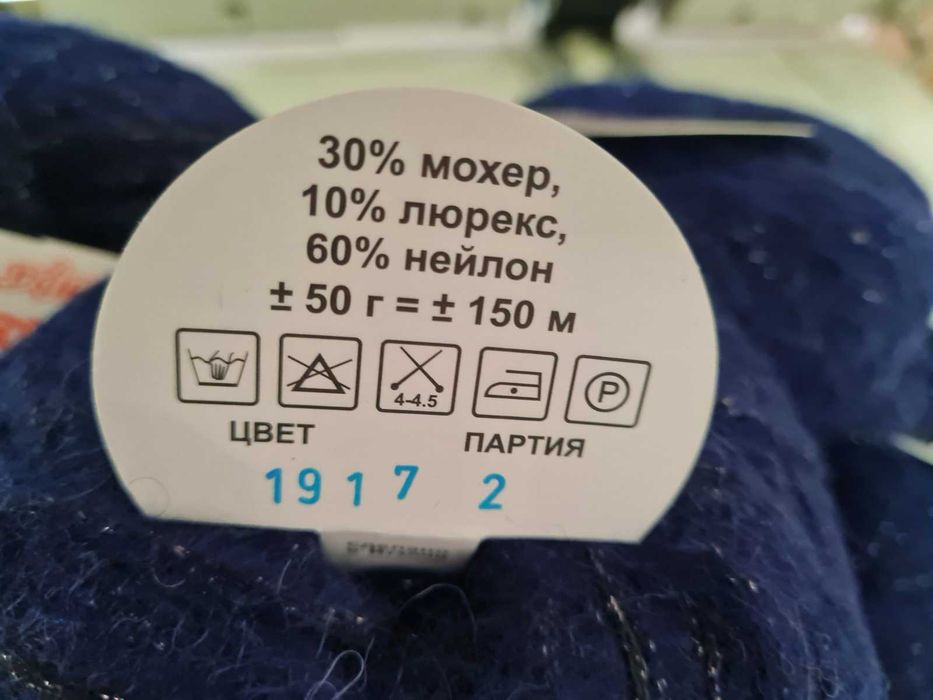 30% мохер,
10% люрекс,
60% нейлон
± 50 г = ± 150 м
4-4.5
P
ЦВЕТ ПАРТИЯ
1917 2